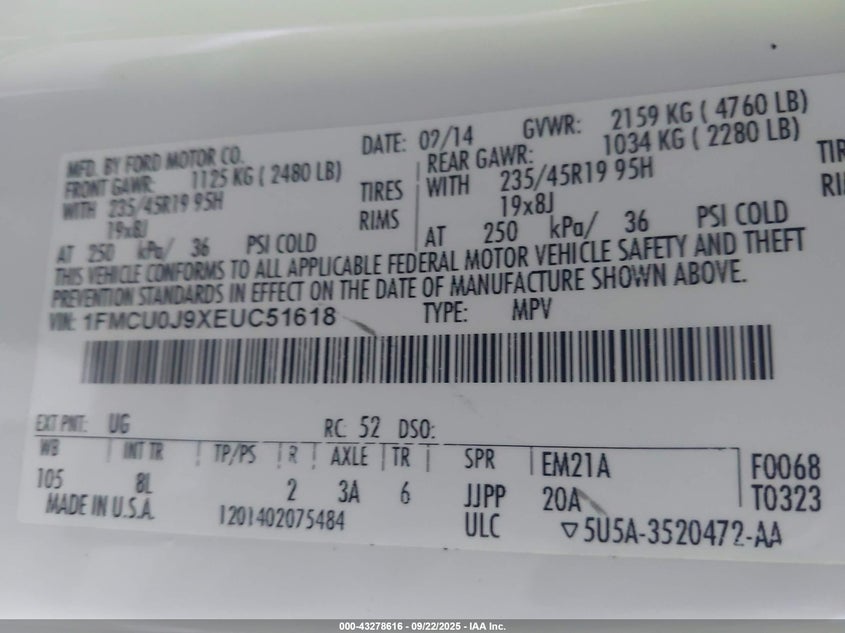 MFD. BY FORD MOTOR CO. DATE: 07/14 GVWR: 2159 KG ( 4760 LB)
FRONT GAWR: 1125 KG ( 2480 LB) REAR GAWR: 1034 KG ( 2280 LB)
WITH 235/45R19 95H TIRES WITH 235/45R19 95H TIR
19x8J RIMS 19x8J RI
AT 250 kPa/ 36 PSI COLD AT 250 kPa/ 36 PSI COLD
THIS VEHICLE CONFORMS TO ALL APPLICABLE FEDERAL MOTOR VEHICLE SAFETY AND THEFT
PREVENTION STANDARDS IN EFFECT ON THE DATE OF MANUFACTURE SHOWN ABOVE.
VIN: 1FMCU0J9XEUC51618 TYPE: MPV
EXT PNT: UG RC: 52 DSO:
WB INT TR TP/PS R AXLE TR SPR EM21A F0068
105 8L 2 3A 6 JJPP 20A T0323
MADE IN U.S.A. 1201402075484 ULC ▽5U5A-3520472-AA
000-43278616 - 09/22/2025 - IAA Inc.